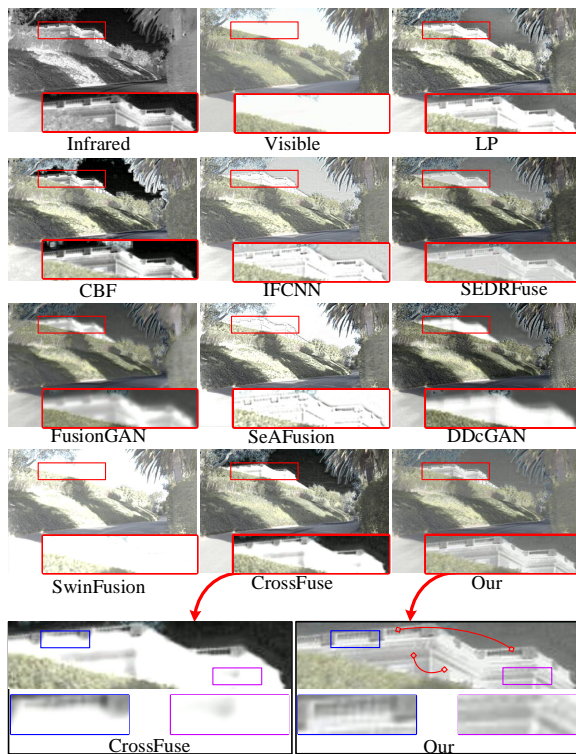 Infrared Visible LP
CBF IFCNN SEDRFuse
FusionGAN SeAFusion DDcGAN
SwinFusion CrossFuse Our
CrossFuse Our